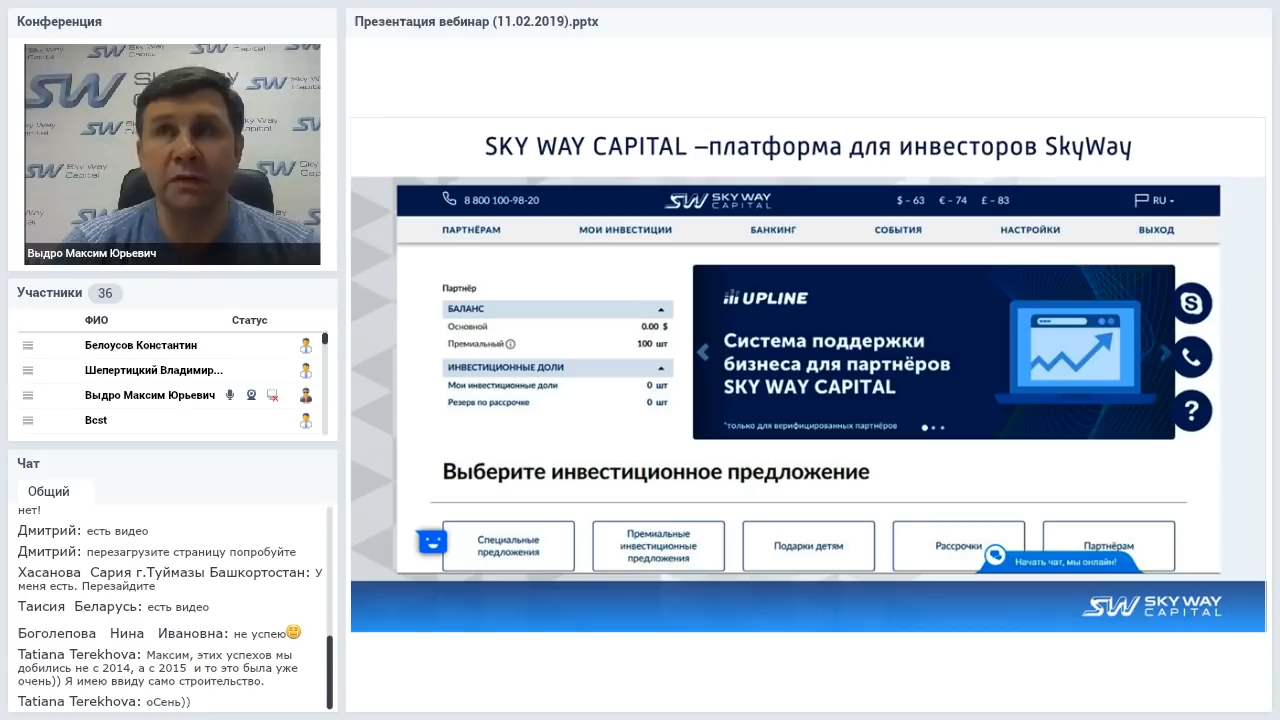 Конференция
Презентация вебинар (11.02.2019).pptx
Выдро Максим Юрьевич
Участники 36
ФИО Статус
Белоусов Константин
Шепертицкий Владимир...
Выдро Максим Юрьевич
Bcst
Чат
Общий
нет!
Дмитрий: есть видео
Дмитрий: перезагрузите страницу попробуйте
Хасанова Сария г.Туймазы Башкортостан: У
меня есть. Перезайдите
Таисия Беларусь: есть видео
Боголепова Нина Ивановна: не успею
Tatiana Terekhova: Максим, этих успехов мы
добились не с 2014, а с 2015 и то это была уже
очень)) Я имею ввиду само строительство.
Tatiana Terekhova: оСень))
SKY WAY CAPITAL –платформа для инвесторов SkyWay
8 800 100-98-20
SW SKY WAY
CAPITAL
$ – 63 € – 74 £ – 83
RU
ПАРТНЁРАМ МОИ ИНВЕСТИЦИИ БАНКИНГ СОБЫТИЯ НАСТРОЙКИ ВЫХОД
Партнёр
БАЛАНС
Основной 0.00 $
Премиальный 100 шт
ИНВЕСТИЦИОННЫЕ ДОЛИ
Мои инвестиционные доли 0 шт
Резерв по рассрочке 0 шт
UPLINE
Система поддержки
бизнеса для партнёров
SKY WAY CAPITAL
*только для верифицированных партнёров
?
Выберите инвестиционное предложение
Специальные
предложения
Премиальные
инвестиционные
предложения
Подарки детям
Рассрочки
Партнёрам
Начать чат, мы онлайн!
SW SKY WAY
CAPITAL